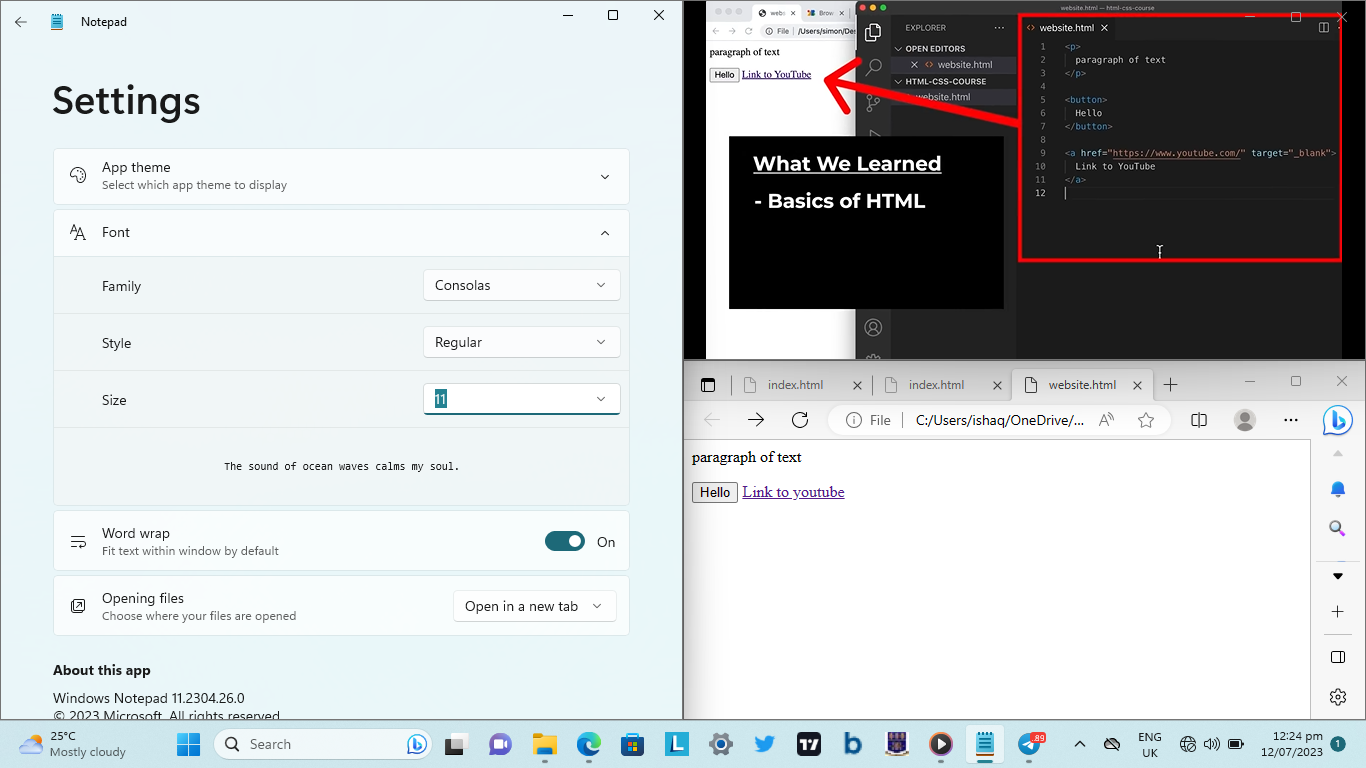 Notepad
Settings
App theme
Select which app theme to display
Font
Family
Consolas
Style
Regular
Size
11
The sound of ocean waves calms my soul.
Word wrap
Fit text within window by default
On
Opening files
Choose where your files are opened
Open in a new tab
About this app
Windows Notepad 11.2304.26.0
© 2023 Microsoft. All rights reserved
website.html — html-css-course
Brow
File
/Users/simon/Des
paragraph of text
Hello Link to YouTube
What We Learned
- Basics of HTML
EXPLORER
OPEN EDITORS
website.html
HTML-CSS-COURSE
website.html
website.html
1 <p>
2 paragraph of text
3 </p>
4
5 <button>
6 Hello
7 </button>
8
9 <a href="https://www.youtube.com/" target="_blank">
10 Link to YouTube
11 </a>
12
index.html
index.html
website.html
File
C:/Users/ishaq/OneDrive/...
paragraph of text
Hello Link to youtube
25°C
Mostly cloudy
Search
89
ENG
UK
12:24 pm
12/07/2023
1